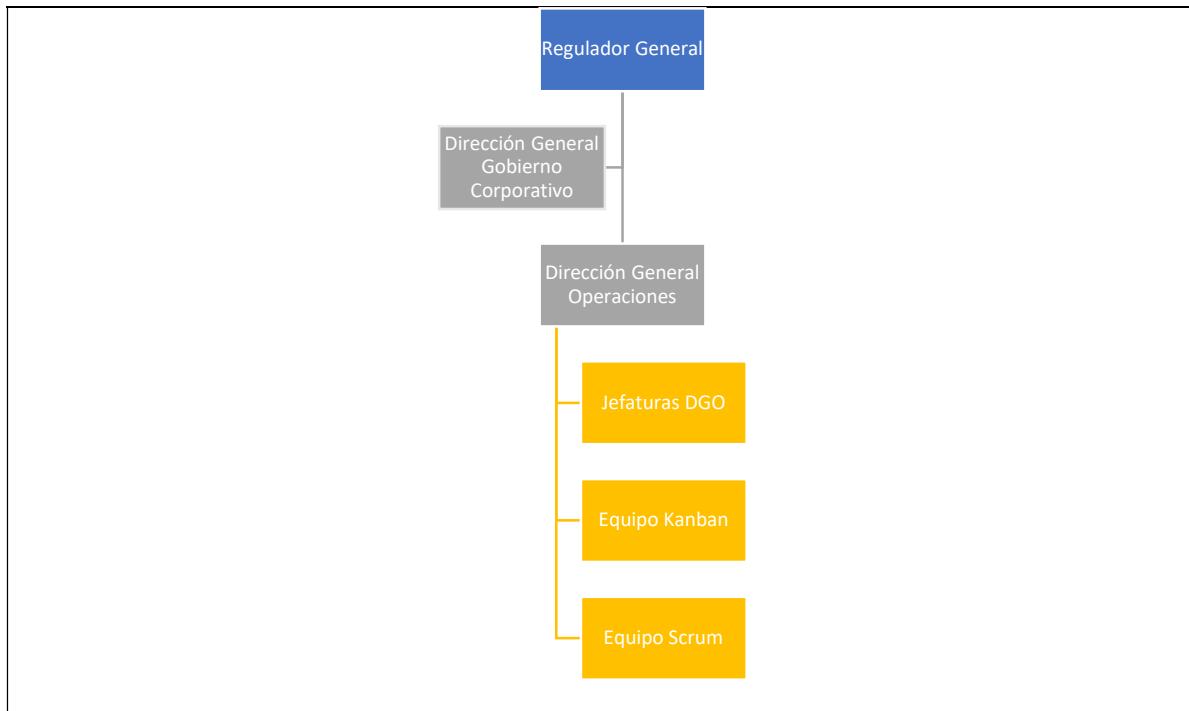 Regulador General
Dirección General
Gobierno
Corporativo
Dirección General
Operaciones
Jefaturas DGO
Equipo Kanban
Equipo Scrum